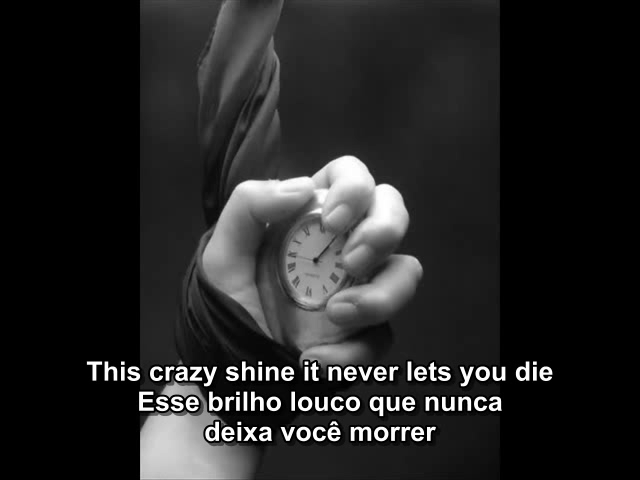 This crazy shine it never lets you die
Esse brilho louco que nunca
deixa você morrer